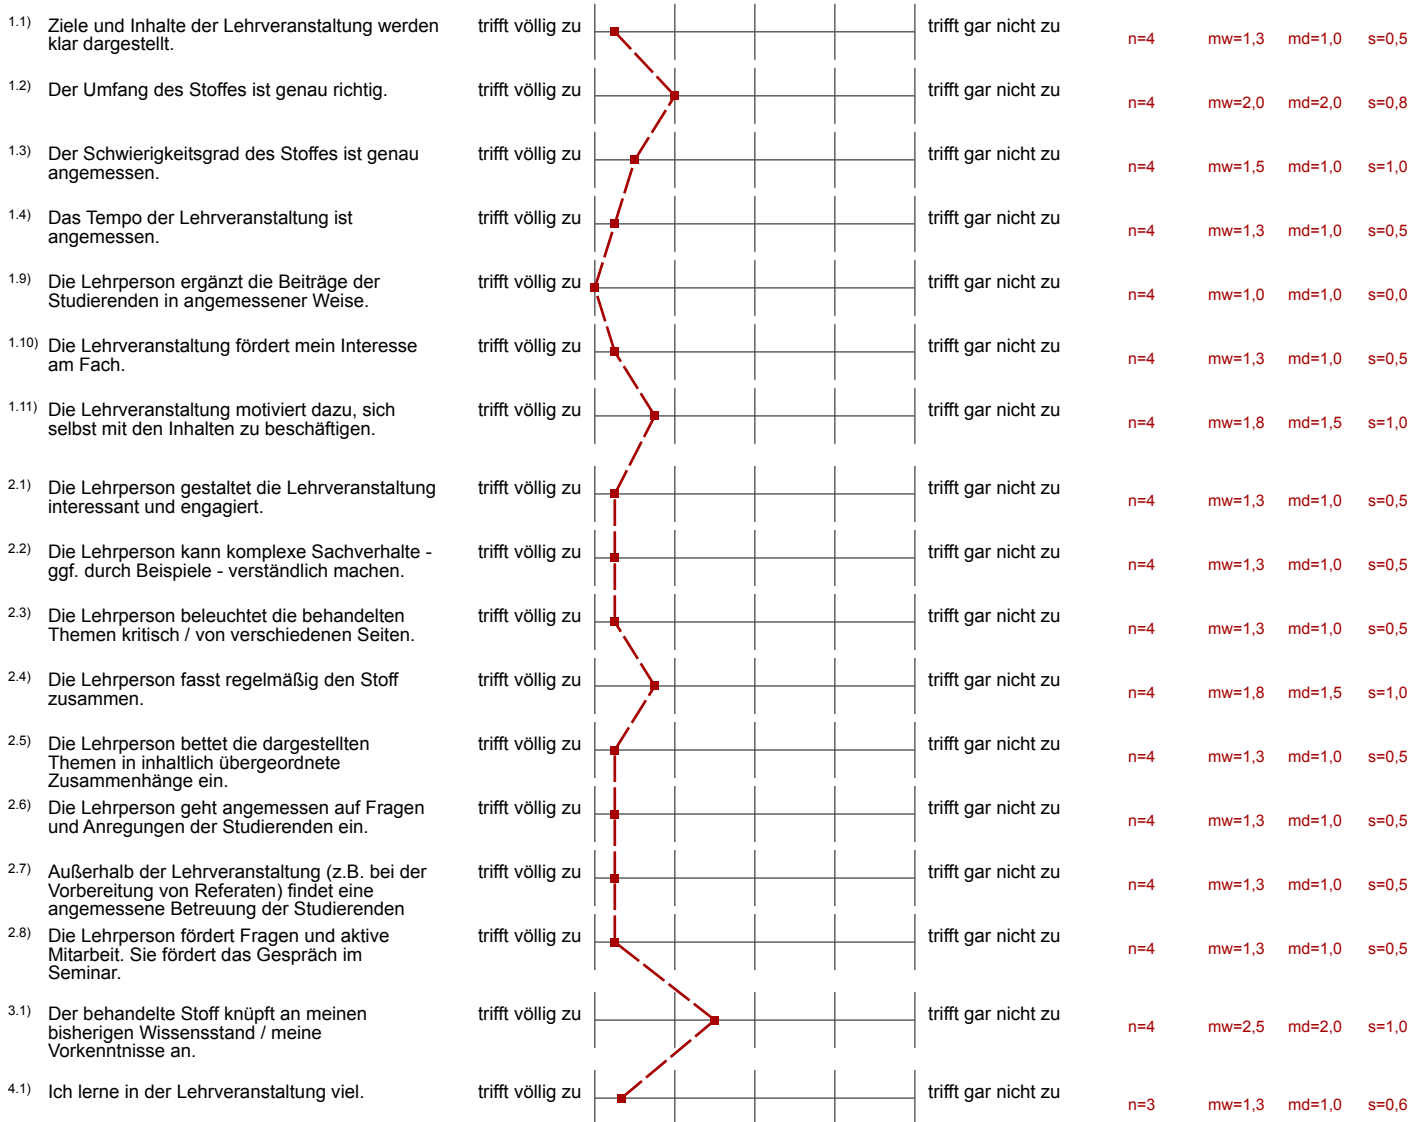 1.1) Ziele und Inhalte der Lehrveranstaltung werden
klar dargestellt.
trifft völlig zu trifft gar nicht zu n=4 mw=1,3 md=1,0 s=0,5
1.2) Der Umfang des Stoffes ist genau richtig.
trifft völlig zu trifft gar nicht zu n=4 mw=2,0 md=2,0 s=0,8
1.3) Der Schwierigkeitsgrad des Stoffes ist genau
angemessen.
trifft völlig zu trifft gar nicht zu n=4 mw=1,5 md=1,0 s=1,0
1.4) Das Tempo der Lehrveranstaltung ist
angemessen.
trifft völlig zu trifft gar nicht zu n=4 mw=1,3 md=1,0 s=0,5
1.9) Die Lehrperson ergänzt die Beiträge der
Studierenden in angemessener Weise.
trifft völlig zu trifft gar nicht zu n=4 mw=1,0 md=1,0 s=0,0
1.10) Die Lehrveranstaltung fördert mein Interesse
am Fach.
trifft völlig zu trifft gar nicht zu n=4 mw=1,3 md=1,0 s=0,5
1.11) Die Lehrveranstaltung motiviert dazu, sich
selbst mit den Inhalten zu beschäftigen.
trifft völlig zu trifft gar nicht zu n=4 mw=1,8 md=1,5 s=1,0
2.1) Die Lehrperson gestaltet die Lehrveranstaltung
interessant und engagiert.
trifft völlig zu trifft gar nicht zu n=4 mw=1,3 md=1,0 s=0,5
2.2) Die Lehrperson kann komplexe Sachverhalte -
ggf. durch Beispiele - verständlich machen.
trifft völlig zu trifft gar nicht zu n=4 mw=1,3 md=1,0 s=0,5
2.3) Die Lehrperson beleuchtet die behandelten
Themen kritisch / von verschiedenen Seiten.
trifft völlig zu trifft gar nicht zu n=4 mw=1,3 md=1,0 s=0,5
2.4) Die Lehrperson fasst regelmäßig den Stoff
zusammen.
trifft völlig zu trifft gar nicht zu n=4 mw=1,8 md=1,5 s=1,0
2.5) Die Lehrperson bettet die dargestellten
Themen in inhaltlich übergeordnete
Zusammenhänge ein.
trifft völlig zu trifft gar nicht zu n=4 mw=1,3 md=1,0 s=0,5
2.6) Die Lehrperson geht angemessen auf Fragen
und Anregungen der Studierenden ein.
trifft völlig zu trifft gar nicht zu n=4 mw=1,3 md=1,0 s=0,5
2.7) Außerhalb der Lehrveranstaltung (z.B. bei der
Vorbereitung von Referaten) findet eine
angemessene Betreuung der Studierenden
trifft völlig zu trifft gar nicht zu n=4 mw=1,3 md=1,0 s=0,5
2.8) Die Lehrperson fördert Fragen und aktive
Mitarbeit. Sie fördert das Gespräch im
Seminar.
trifft völlig zu trifft gar nicht zu n=4 mw=1,3 md=1,0 s=0,5
3.1) Der behandelte Stoff knüpft an meinen
bisherigen Wissensstand / meine
Vorkenntnisse an.
trifft völlig zu trifft gar nicht zu n=4 mw=2,5 md=2,0 s=1,0
4.1) Ich lerne in der Lehrveranstaltung viel.
trifft völlig zu trifft gar nicht zu n=3 mw=1,3 md=1,0 s=0,6